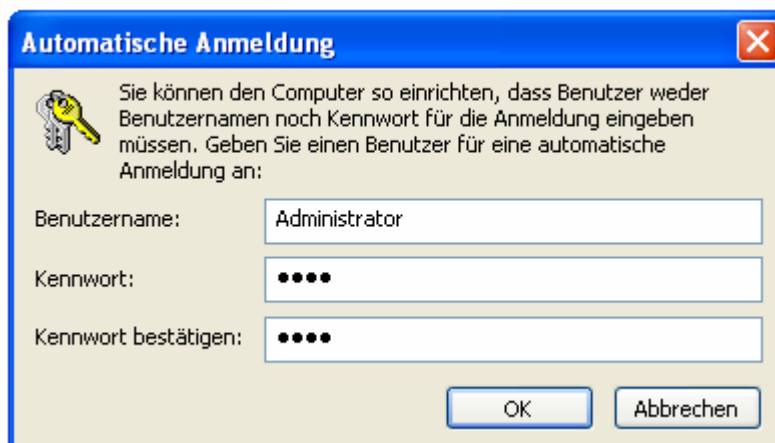 Automatische Anmeldung
Sie können den Computer so einrichten, dass Benutzer weder
Benutzernamen noch Kennwort für die Anmeldung eingeben
müssen. Geben Sie einen Benutzer für eine automatische
Anmeldung an:
Benutzername: Administrator
Kennwort: ●●●●
Kennwort bestätigen: ●●●●
OK Abbrechen